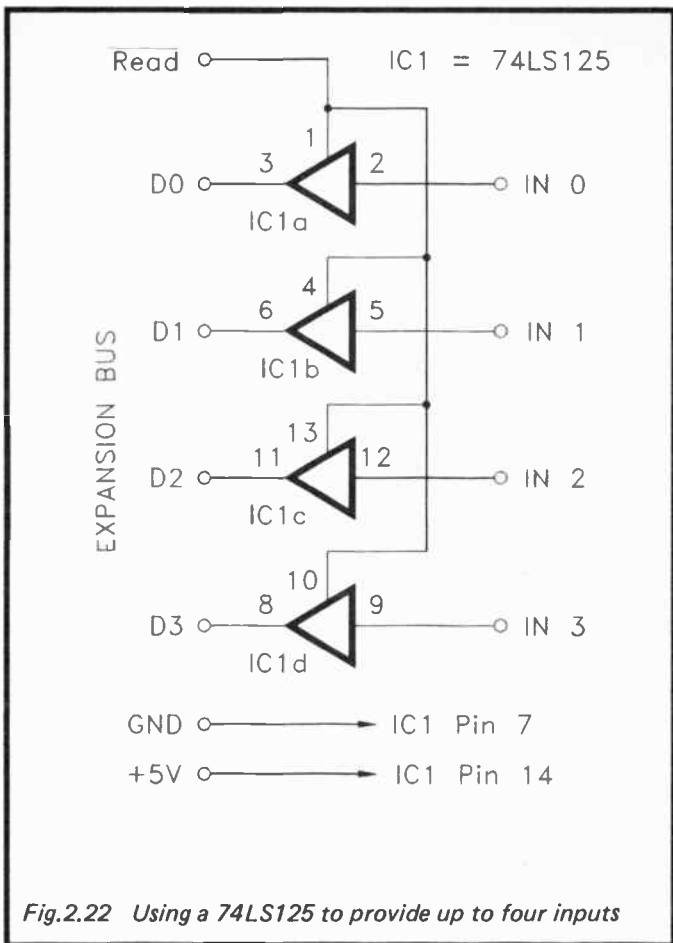 R̅e̅a̅d̅ IC1 = 74LS125
1
3 2
D0 IN 0
IC1a
4
6 5
D1 IN 1
IC1b
EXPANSION BUS
13
11 12
D2 IN 2
IC1c
10
8 9
D3 IN 3
IC1d
GND IC1 Pin 7
+5V IC1 Pin 14
Fig.2.22 Using a 74LS125 to provide up to four inputs